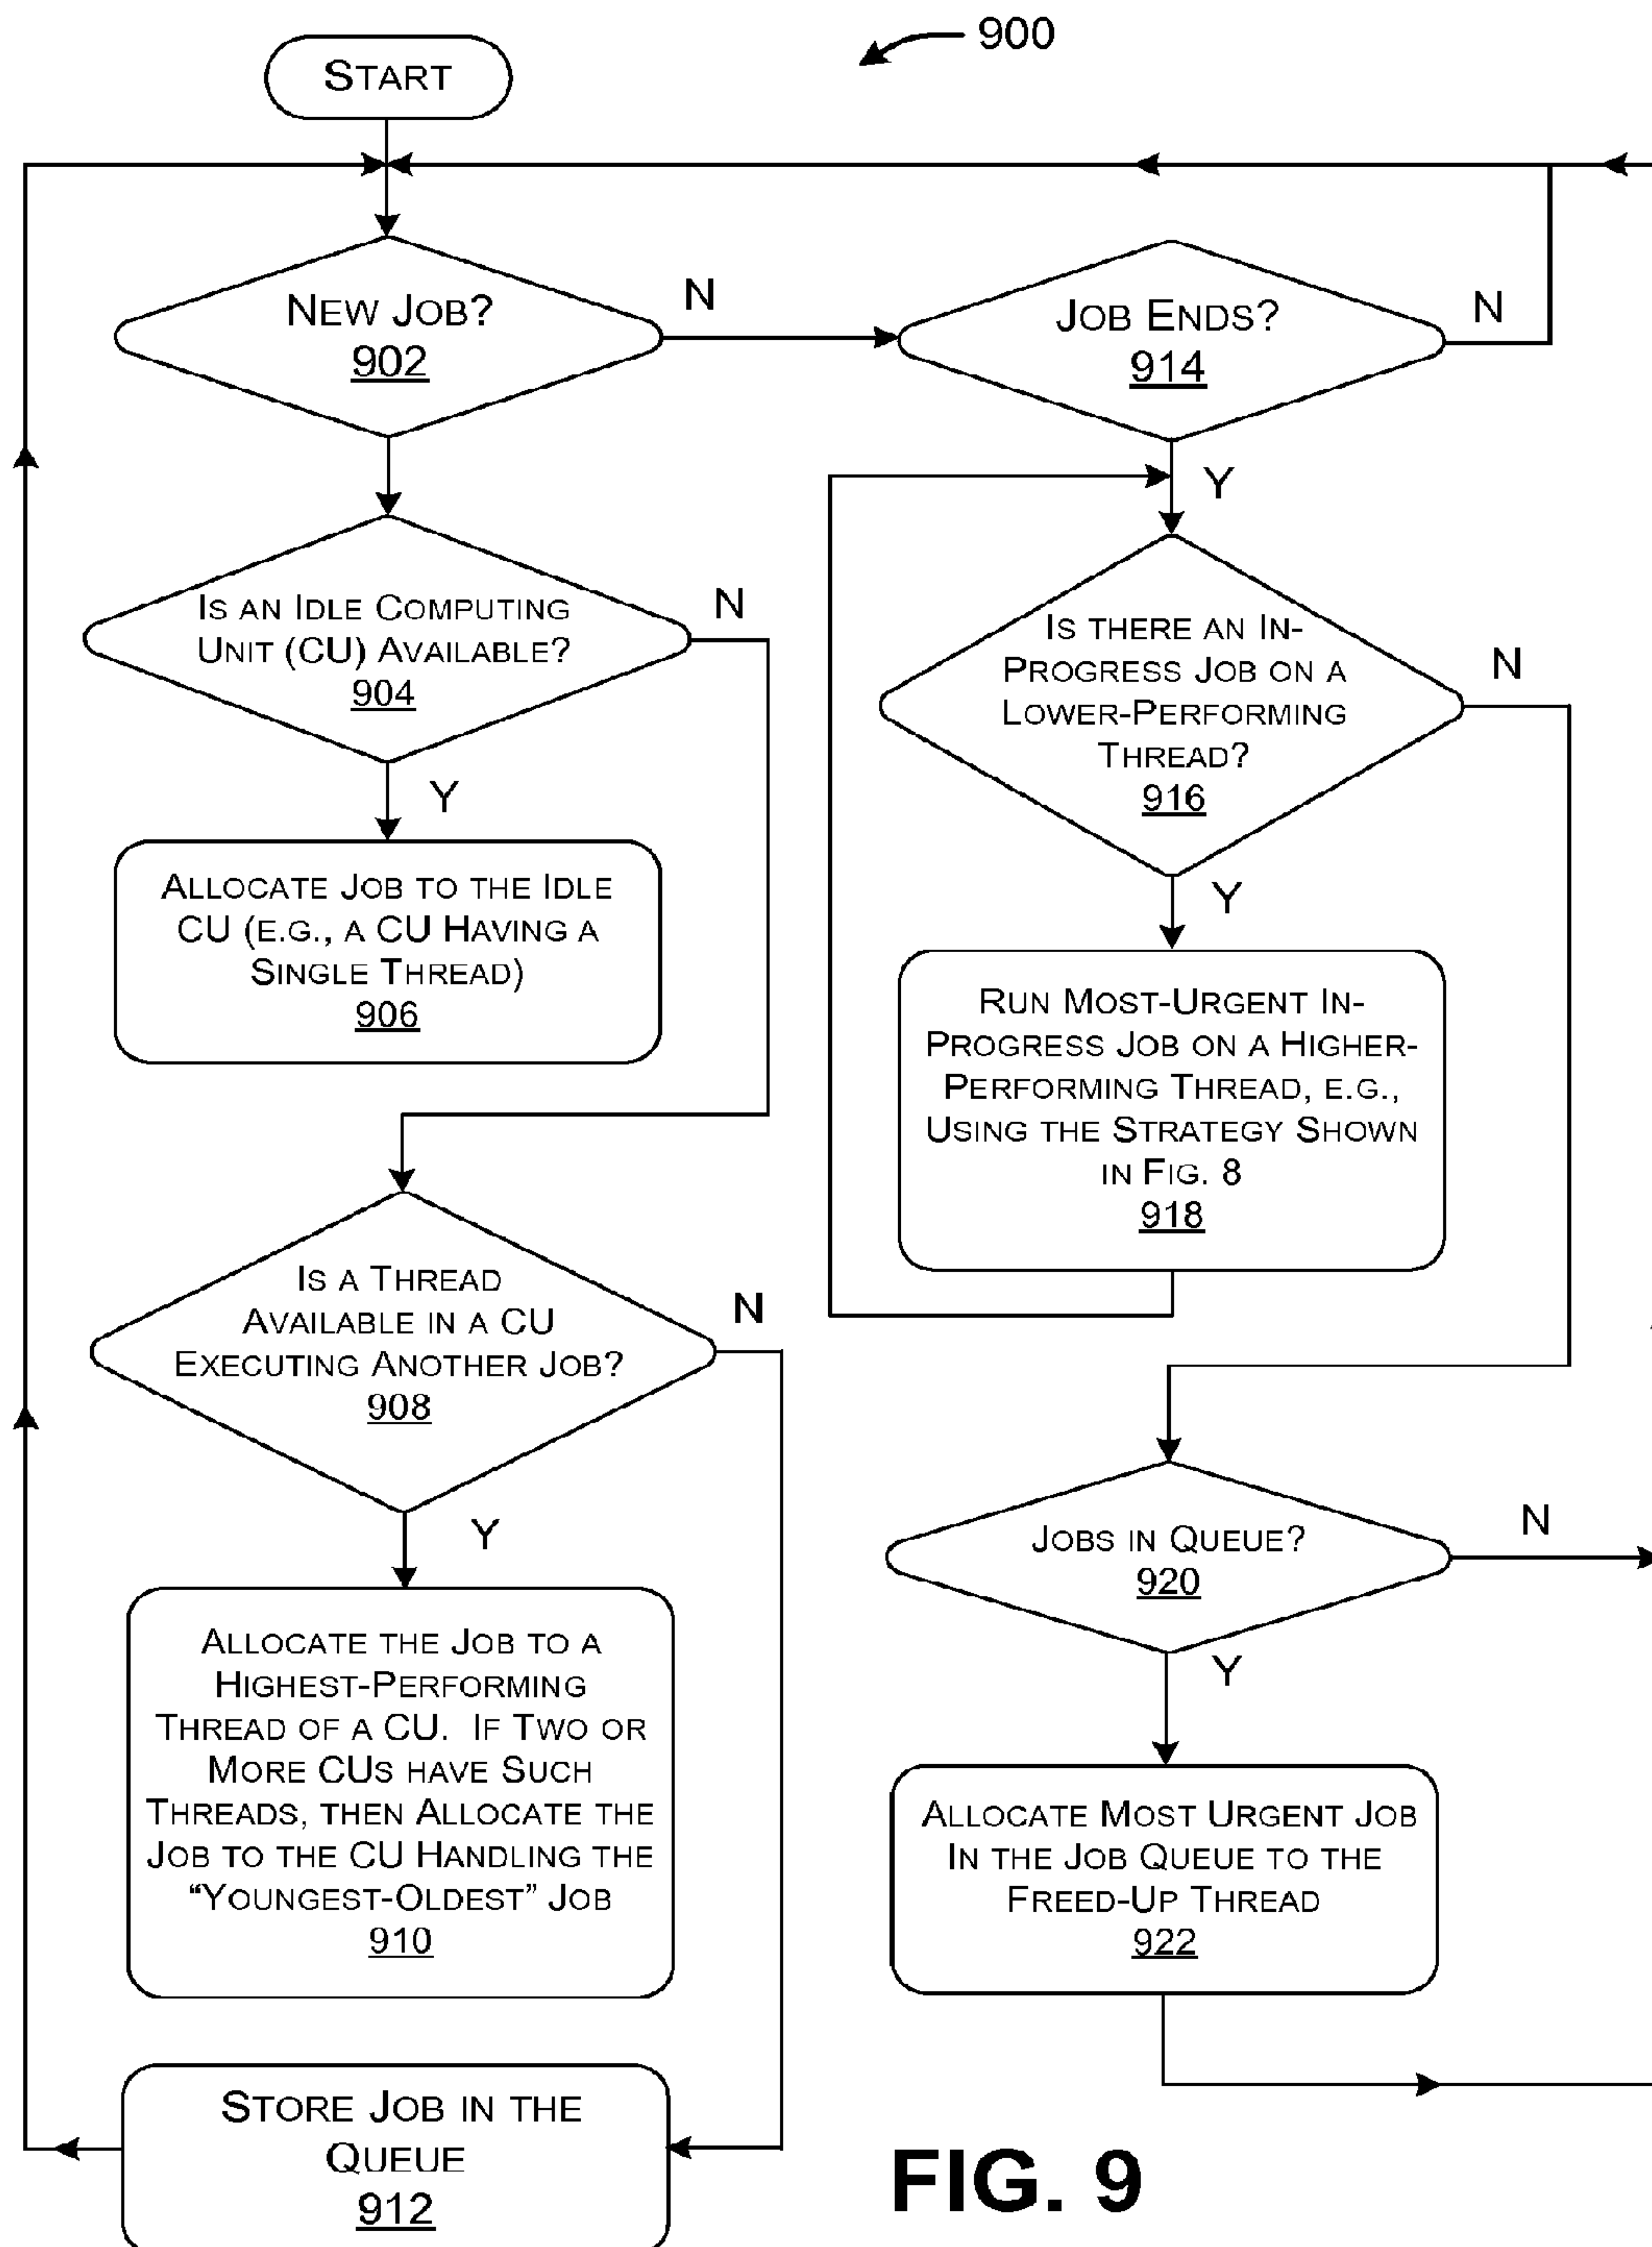 900
START
NEW JOB?
902
N
JOB ENDS?
914
N
Y
IS AN IDLE COMPUTING
UNIT (CU) AVAILABLE?
904
N
Y
ALLOCATE JOB TO THE IDLE
CU (E.G., A CU HAVING A
SINGLE THREAD)
906
IS A THREAD
AVAILABLE IN A CU
EXECUTING ANOTHER JOB?
908
N
Y
ALLOCATE THE JOB TO A
HIGHEST-PERFORMING
THREAD OF A CU. IF TWO OR
MORE CUS HAVE SUCH
THREADS, THEN ALLOCATE THE
JOB TO THE CU HANDLING THE
“YOUNGEST-OLDEST” JOB
910
STORE JOB IN THE
QUEUE
912
IS THERE AN IN-
PROGRESS JOB ON A
LOWER-PERFORMING
THREAD?
916
N
Y
RUN MOST-URGENT IN-
PROGRESS JOB ON A HIGHER-
PERFORMING THREAD, E.G.,
USING THE STRATEGY SHOWN
IN FIG. 8
918
JOBS IN QUEUE?
920
N
Y
ALLOCATE MOST URGENT JOB
IN THE JOB QUEUE TO THE
FREED-UP THREAD
922
FIG. 9